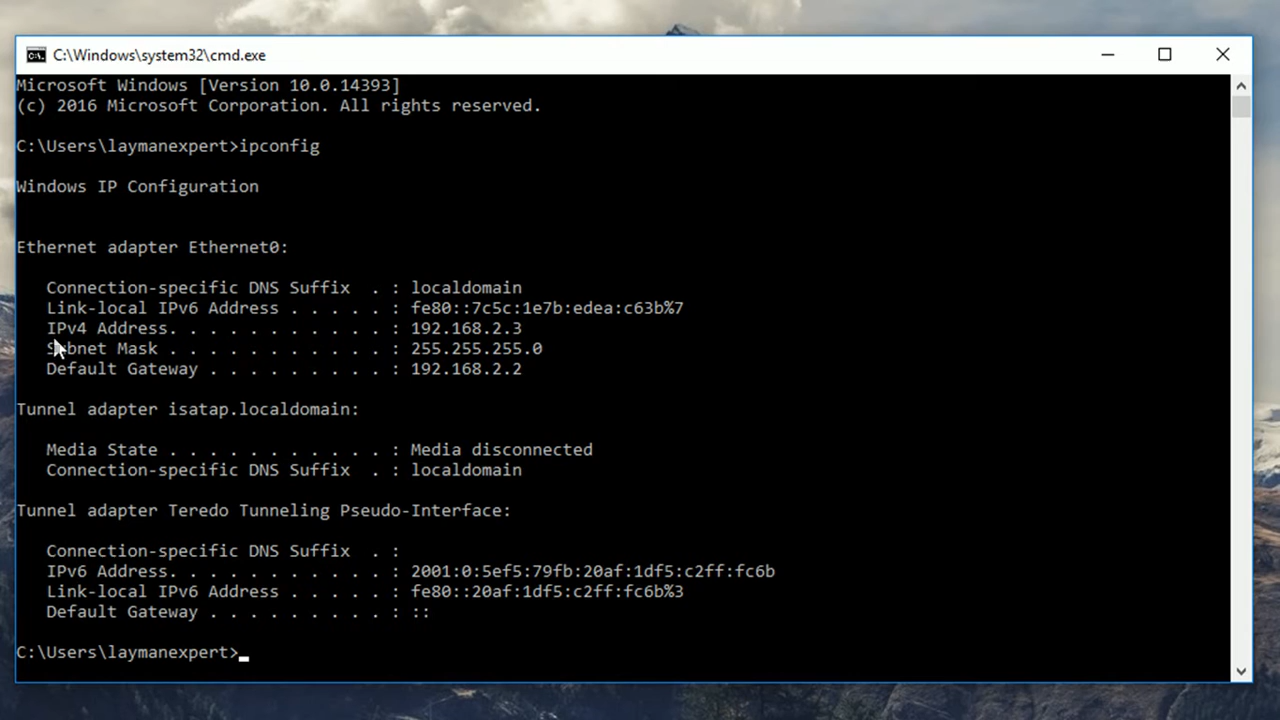 C:\Windows\system32\cmd.exe
Microsoft Windows [Version 10.0.14393]
(c) 2016 Microsoft Corporation. All rights reserved.
C:\Users\laymanexpert>ipconfig
Windows IP Configuration
Ethernet adapter Ethernet0:
Connection-specific DNS Suffix  . : localdomain
Link-local IPv6 Address . . . . . : fe80::7c5c:1e7b:edea:c63b%7
IPv4 Address. . . . . . . . . . . : 192.168.2.3
Subnet Mask . . . . . . . . . . . : 255.255.255.0
Default Gateway . . . . . . . . . : 192.168.2.2
Tunnel adapter isatap.localdomain:
Media State . . . . . . . . . . . : Media disconnected
Connection-specific DNS Suffix  . : localdomain
Tunnel adapter Teredo Tunneling Pseudo-Interface:
Connection-specific DNS Suffix  . :
IPv6 Address. . . . . . . . . . . : 2001:0:5ef5:79fb:20af:1df5:c2ff:fc6b
Link-local IPv6 Address . . . . . : fe80::20af:1df5:c2ff:fc6b%3
Default Gateway . . . . . . . . . : ::
C:\Users\laymanexpert>